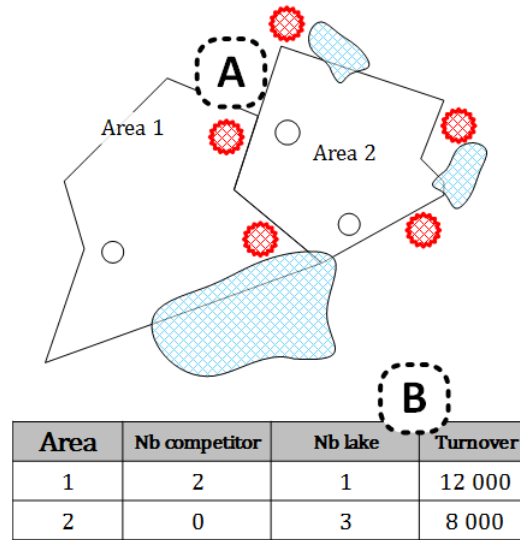 A
Area 1
Area 2
B
Area Nb competitor Nb lake Turnover
1 2 1 12 000
2 0 3 8 000